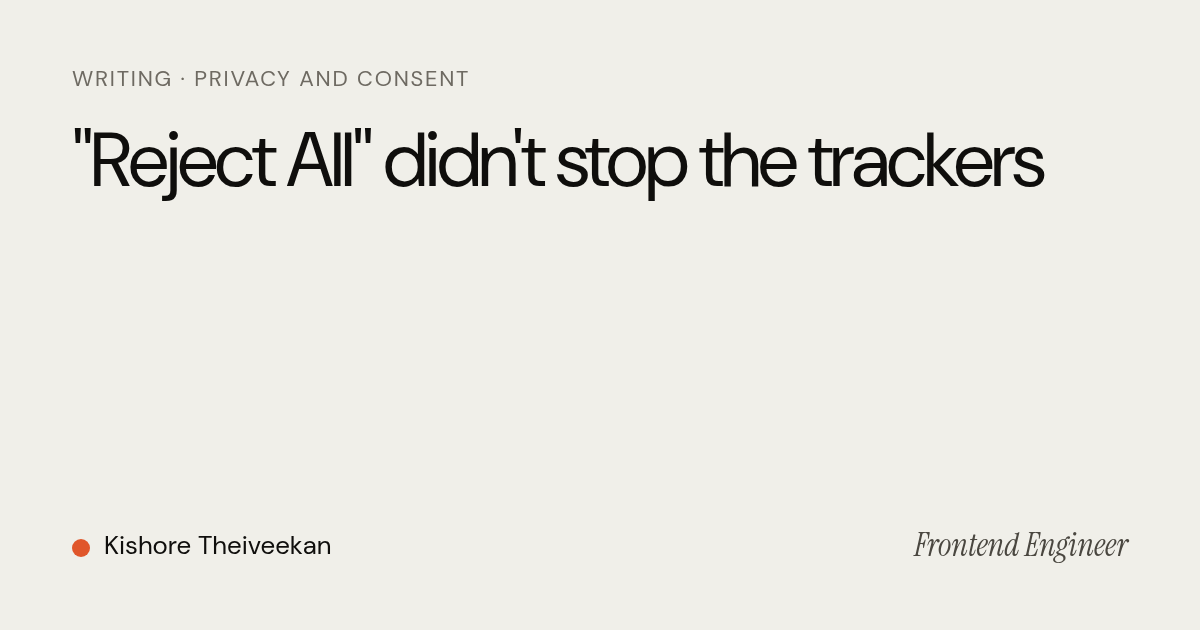 WRITING · PRIVACY AND CONSENT
"Reject All" didn't stop the trackers
Kishore Theiveekan
Frontend Engineer